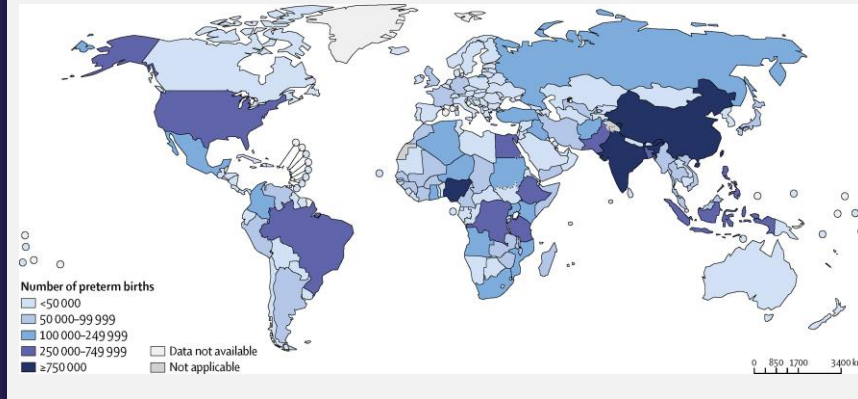 Number of preterm births
<50 000
50 000–99 999
100 000–249 999
250 000–749 999
≥750 000
Data not available
Not applicable
0 850 1700 3400 km